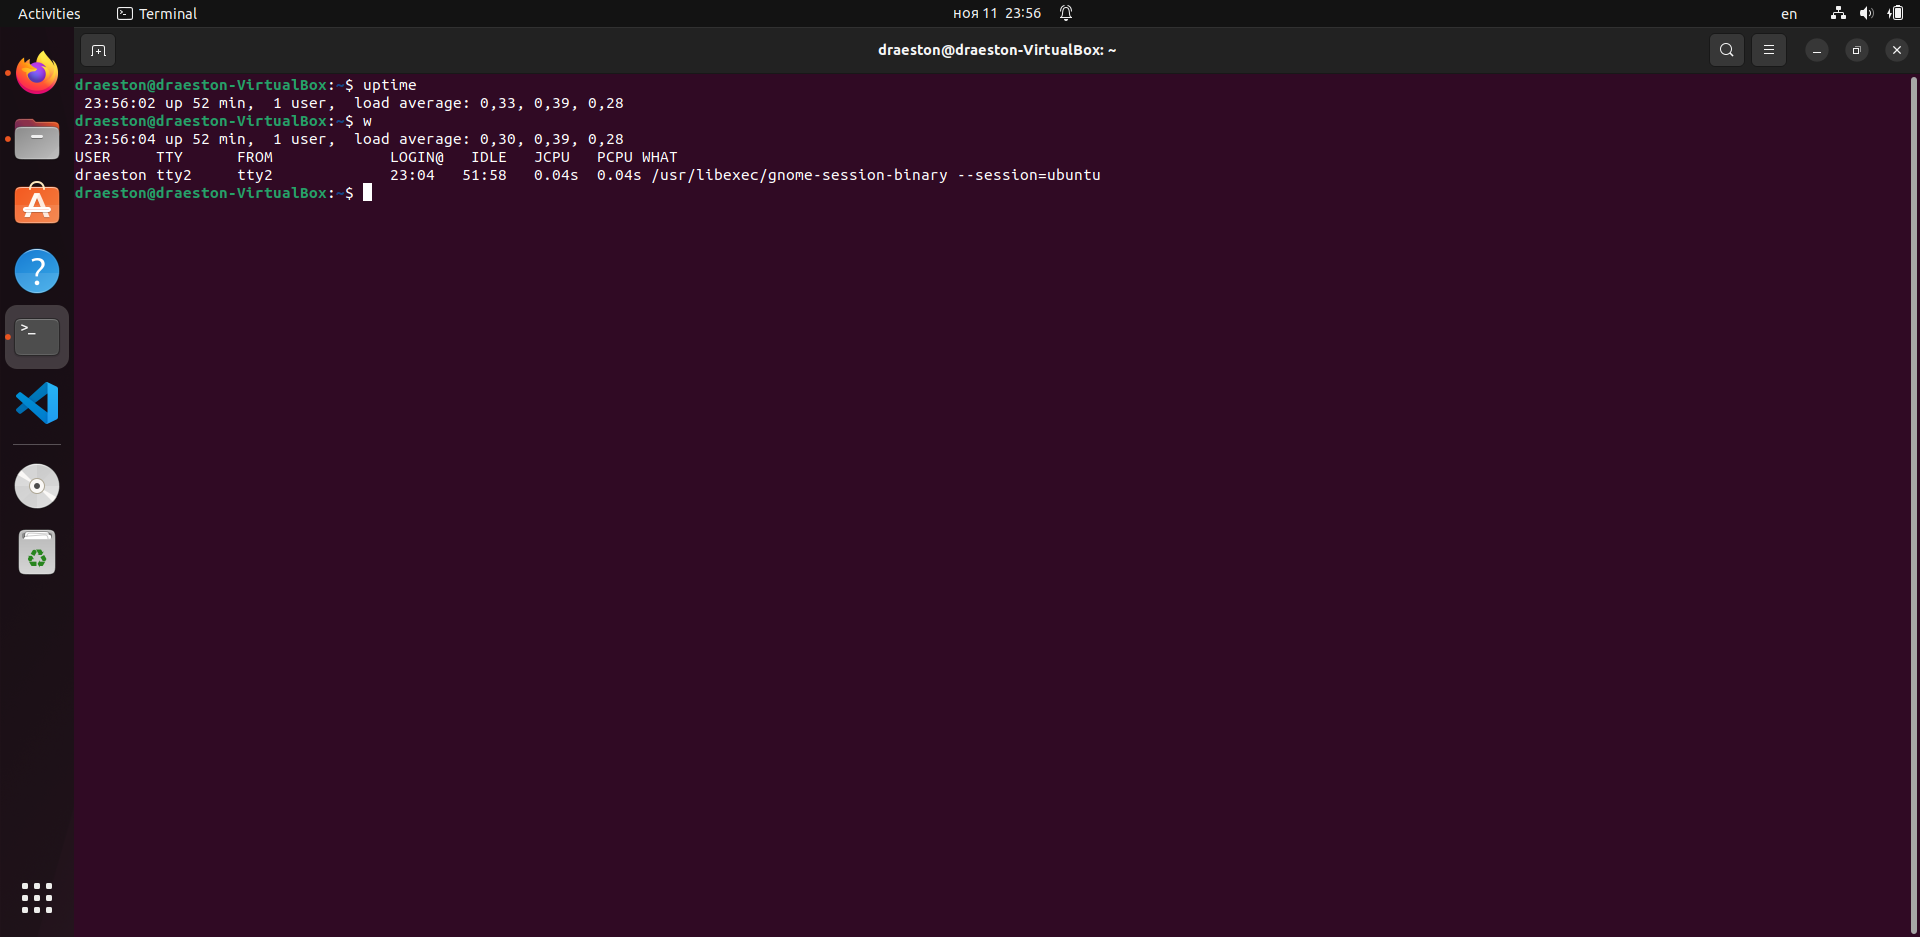 Activities Terminal ноя 11 23:56 en
draeston@draeston-VirtualBox: ~
draeston@draeston-VirtualBox:~$ uptime
 23:56:02 up 52 min,  1 user,  load average: 0,33, 0,39, 0,28
draeston@draeston-VirtualBox:~$ w
 23:56:04 up 52 min,  1 user,  load average: 0,30, 0,39, 0,28
USER     TTY      FROM             LOGIN@   IDLE   JCPU   PCPU WHAT
draeston tty2     tty2             23:04   51:58   0.04s  0.04s /usr/libexec/gnome-session-binary --session=ubuntu
draeston@draeston-VirtualBox:~$